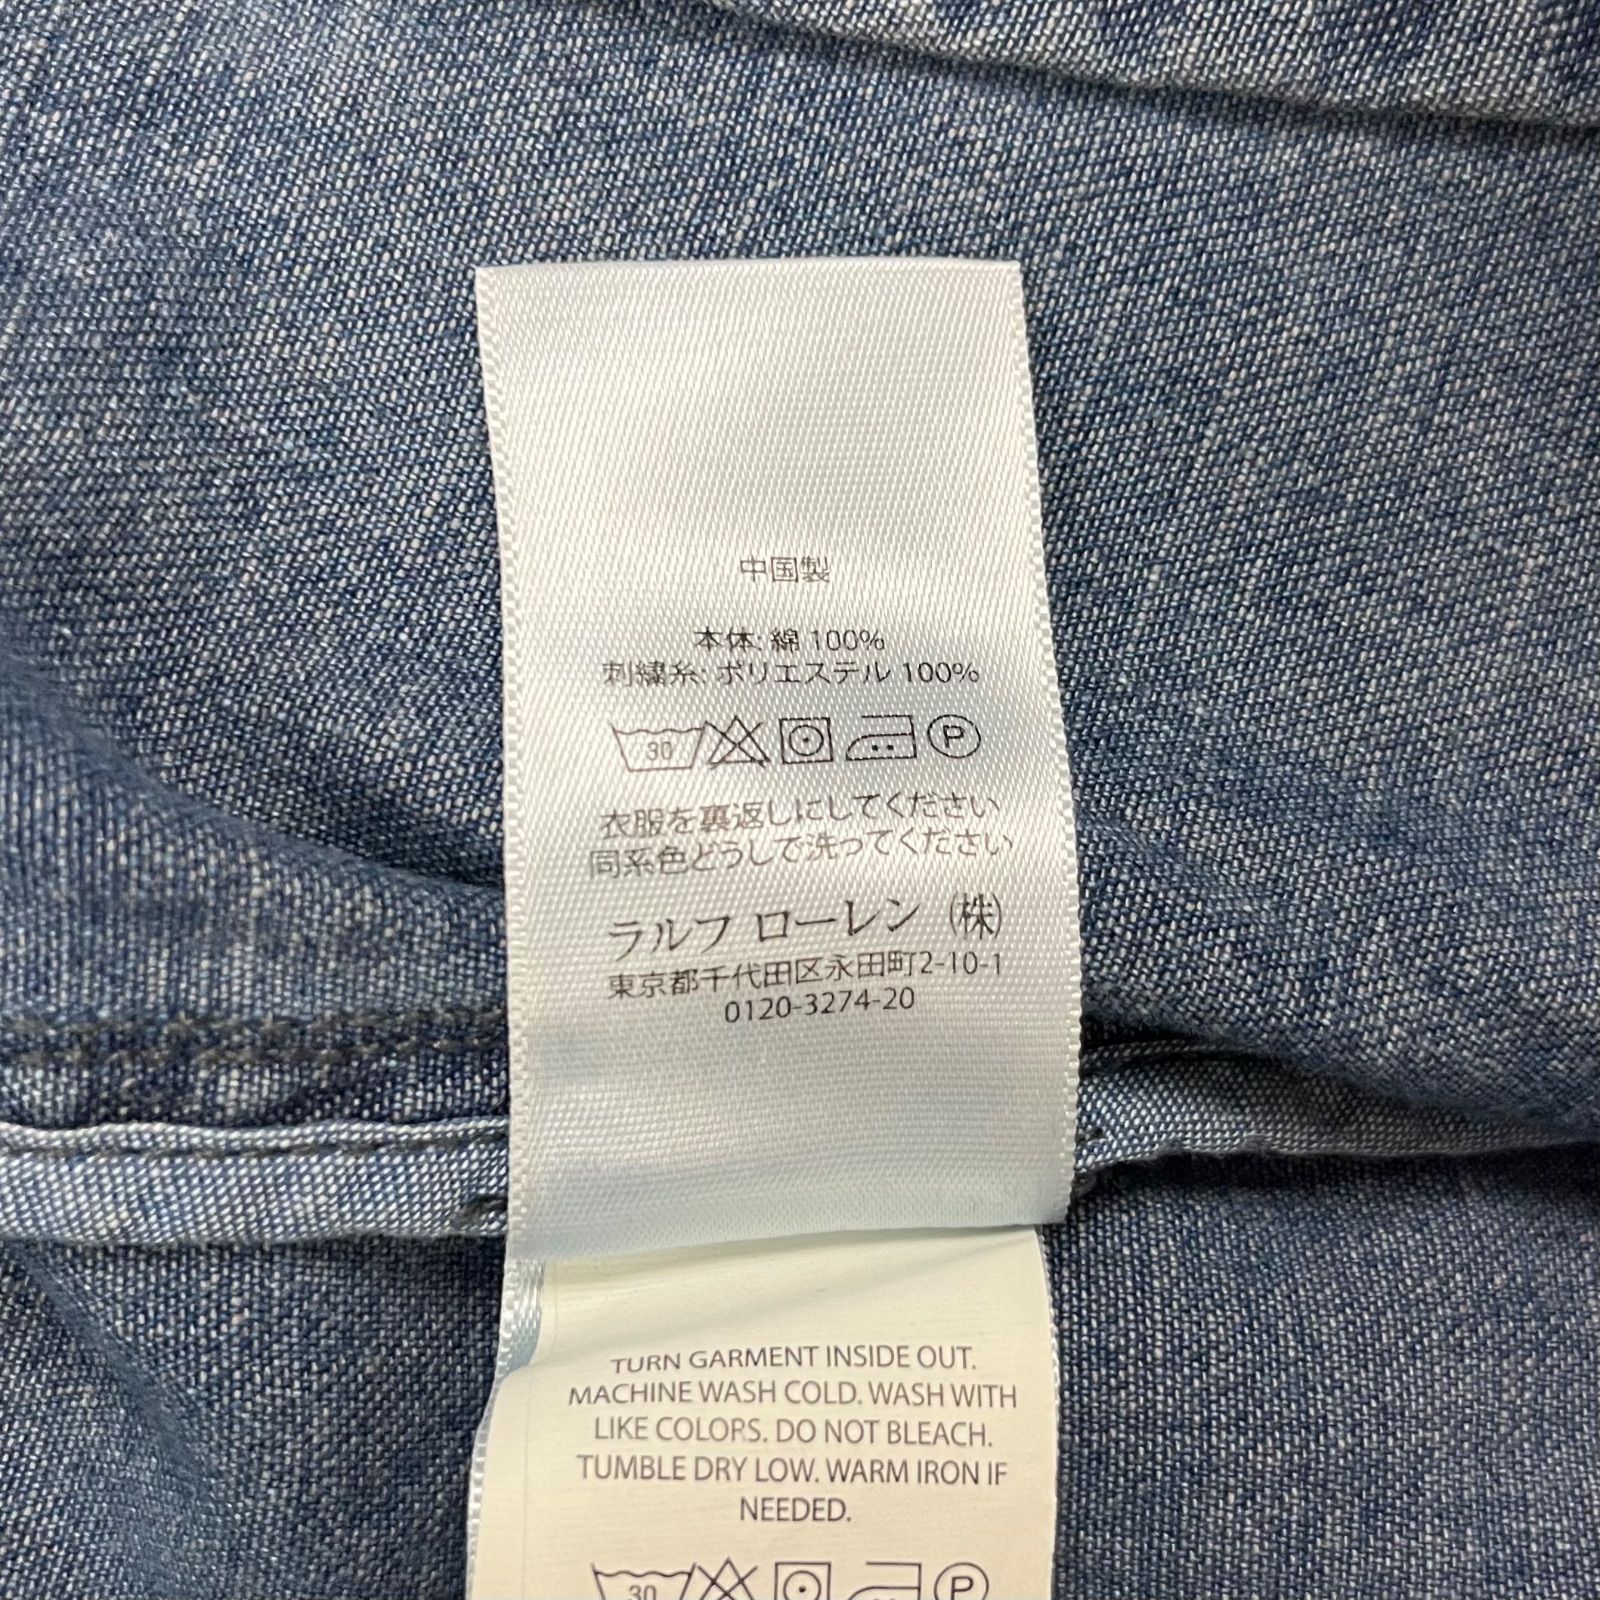 中国製
本体: 綿 100%
刺繍糸: ポリエステル 100%
30 P
衣服を裏返しにしてください
同系色どうしで洗ってください
ラルフ ローレン (株)
東京都千代田区永田町2-10-1
0120-3274-20
TURN GARMENT INSIDE OUT.
MACHINE WASH COLD. WASH WITH
LIKE COLORS. DO NOT BLEACH.
TUMBLE DRY LOW. WARM IRON IF
NEEDED.
30 P